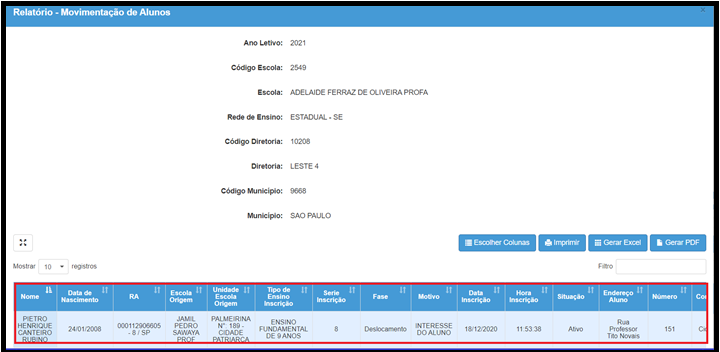 Relatório - Movimentação de Alunos
Ano Letivo: 2021
Código Escola: 2549
Escola: ADELAIDE FERRAZ DE OLIVEIRA PROFA
Rede de Ensino: ESTADUAL - SE
Código Diretoria: 10208
Diretoria: LESTE 4
Código Município: 9668
Município: SAO PAULO
Escolher Colunas Imprimir Gerar Excel Gerar PDF
Mostrar 10 registros Filtro
Nome Data de Nascimento RA Escola Origem Unidade Escola Origem Tipo de Ensino Inscrição Serie Inscrição Fase Motivo Data Inscrição Hora Inscrição Situação Endereço Aluno Número
PIETRO HENRIQUE CANTEIRO RUBINO 24/01/2008 000112906605 - 8 / SP JAMIL PEDRO SAWAYA PROF PALMEIRINA N°: 189 - CIDADE PATRIARCA ENSINO FUNDAMENTAL DE 9 ANOS 8 Deslocamento INTERESSE DO ALUNO 18/12/2020 11:53:38 Ativo Rua Professor Tito Novais 151